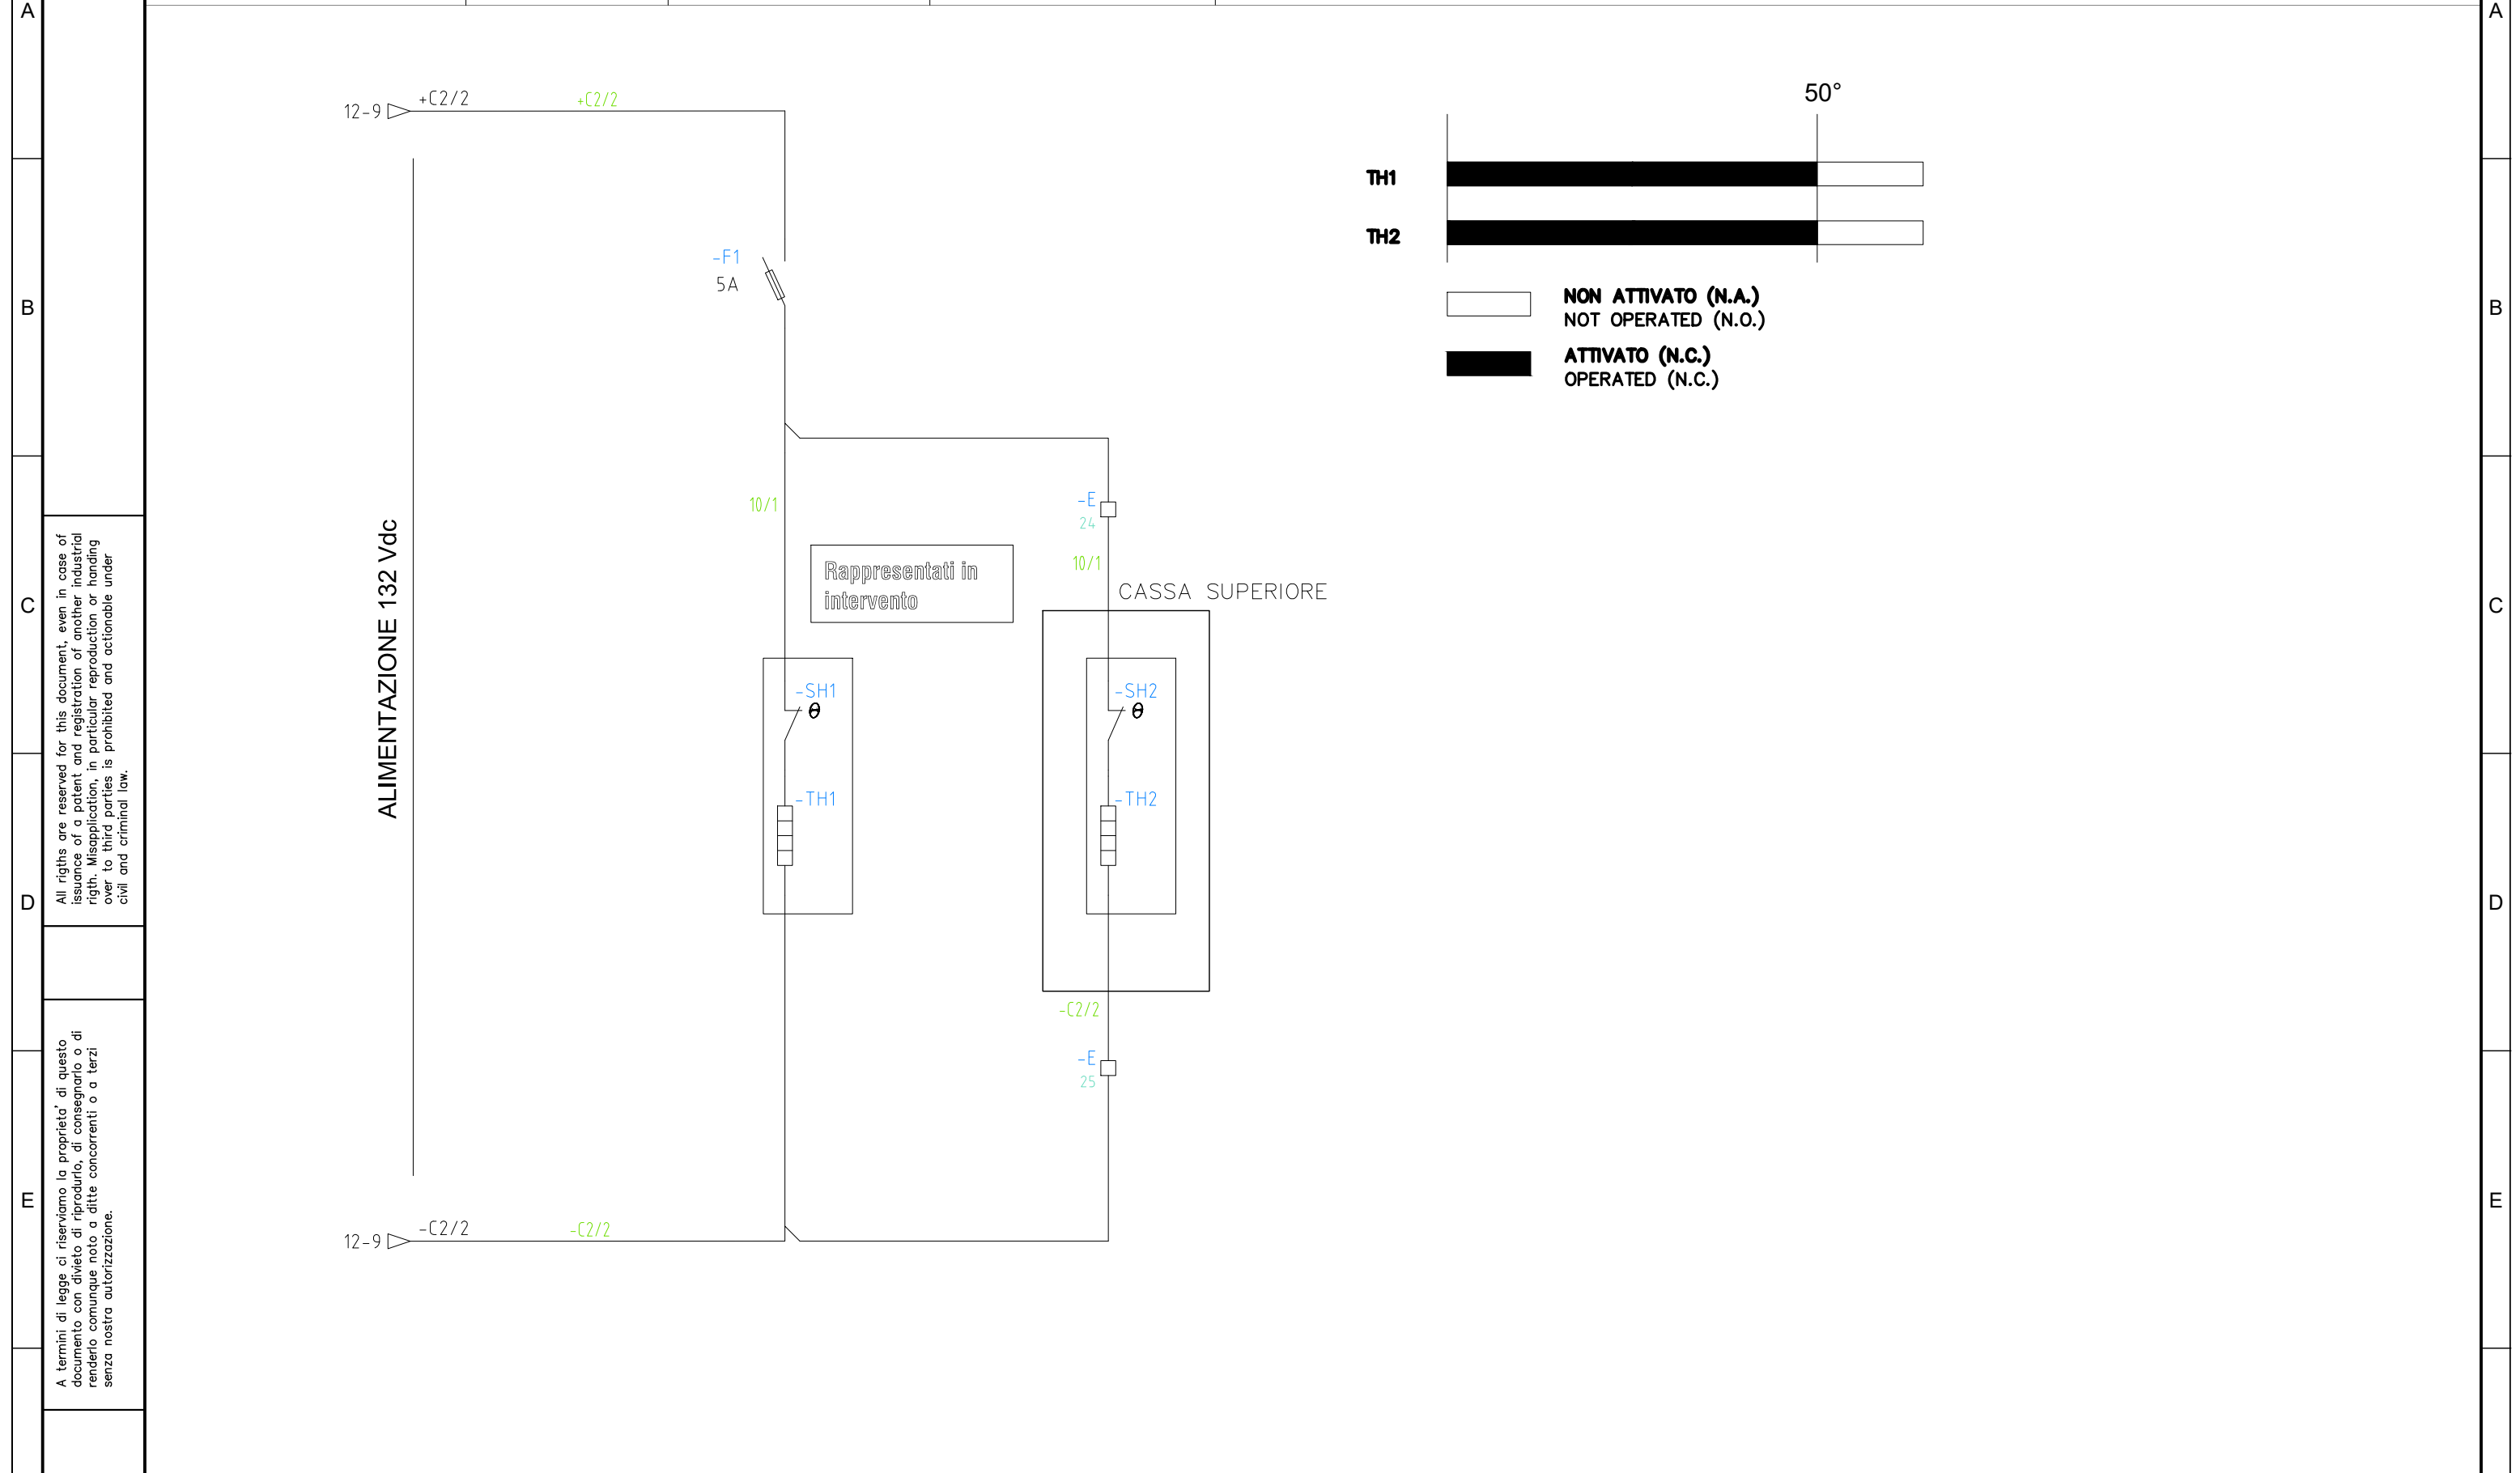 A
A
12-9
+C2/2
+C2/2
50°
TH1
TH2
-F1
5A
B
B
NON ATTIVATO (N.A.)
NOT OPERATED (N.O.)
ATTIVATO (N.C.)
OPERATED (N.C.)
10/1
-E
24
10/1
ALIMENTAZIONE 132 Vdc
Rappresentati in
intervento
CASSA SUPERIORE
C
C
-SH1
θ
-SH2
θ
-TH1
-TH2
All rigths are reserved for this document, even in case of
issuance of a patent and registration of another industrial
rigth. Misapplication, in particular reproduction or handing
over to third parties is prohibited and actionable under
civil and criminal law.
D
D
-C2/2
-E
25
E
E
12-9
-C2/2
-C2/2
A termini di legge ci riserviamo la proprieta' di questo
documento con divieto di riprodurlo, di consegnarlo o di
renderlo comunque noto a ditte concorrenti o a terzi
senza nostra autorizzazione.